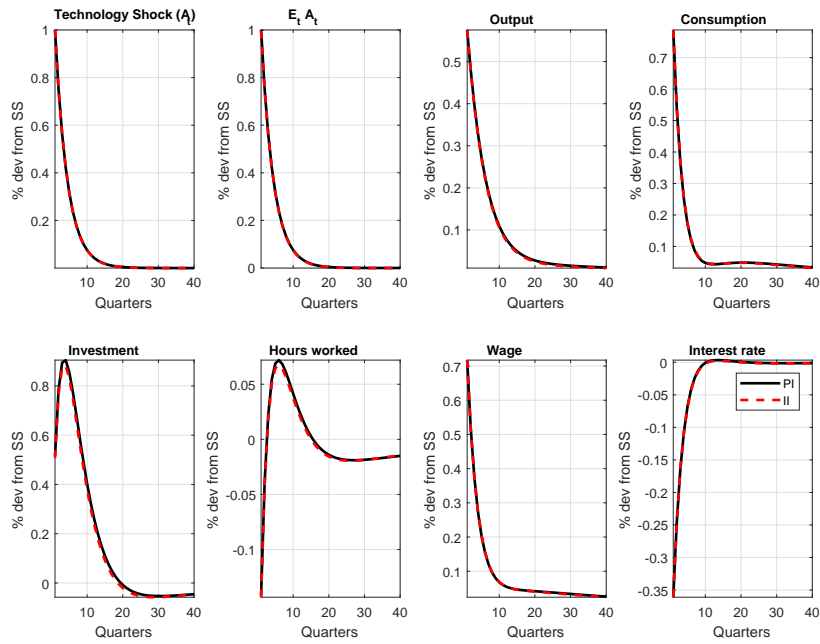 Technology Shock (A_t)
1
0.8
0.6
0.4
0.2
10 20 30 40
Quarters
% dev from SS
E_t A_t
1
0.8
0.6
0.4
0.2
0
10 20 30 40
Quarters
% dev from SS
Output
0.5
0.4
0.3
0.2
0.1
10 20 30 40
Quarters
% dev from SS
Consumption
0.7
0.6
0.5
0.4
0.3
0.2
0.1
10 20 30 40
Quarters
% dev from SS
Investment
0.8
0.6
0.4
0.2
0
10 20 30 40
Quarters
% dev from SS
Hours worked
0.05
0
-0.05
-0.1
10 20 30 40
Quarters
% dev from SS
Wage
0.7
0.6
0.5
0.4
0.3
0.2
0.1
10 20 30 40
Quarters
% dev from SS
Interest rate
0
-0.05
-0.1
-0.15
-0.2
-0.25
-0.3
-0.35
10 20 30 40
Quarters
% dev from SS
PI
II